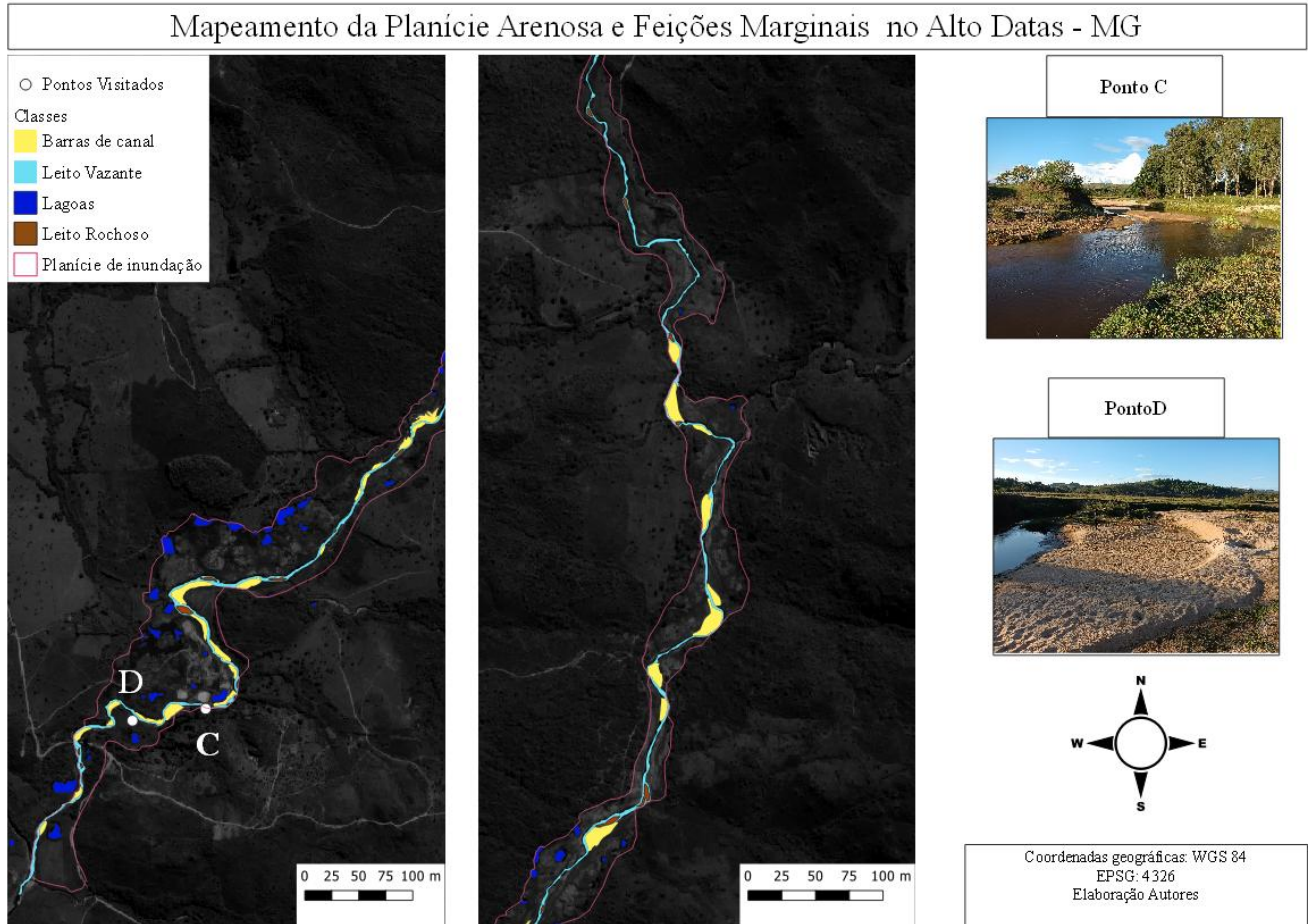 Mapeamento da Planície Arenosa e Feições Marginais no Alto Datas - MG
Pontos Visitados
Classes
Barras de canal
Leito Vazante
Lagoas
Leito Rochoso
Planície de inundação
D
C
0 25 50 75 100 m
0 25 50 75 100 m
Ponto C
PontoD
N
W E
S
Coordenadas geográficas: WGS 84
EPSG: 4326
Elaboração Autores